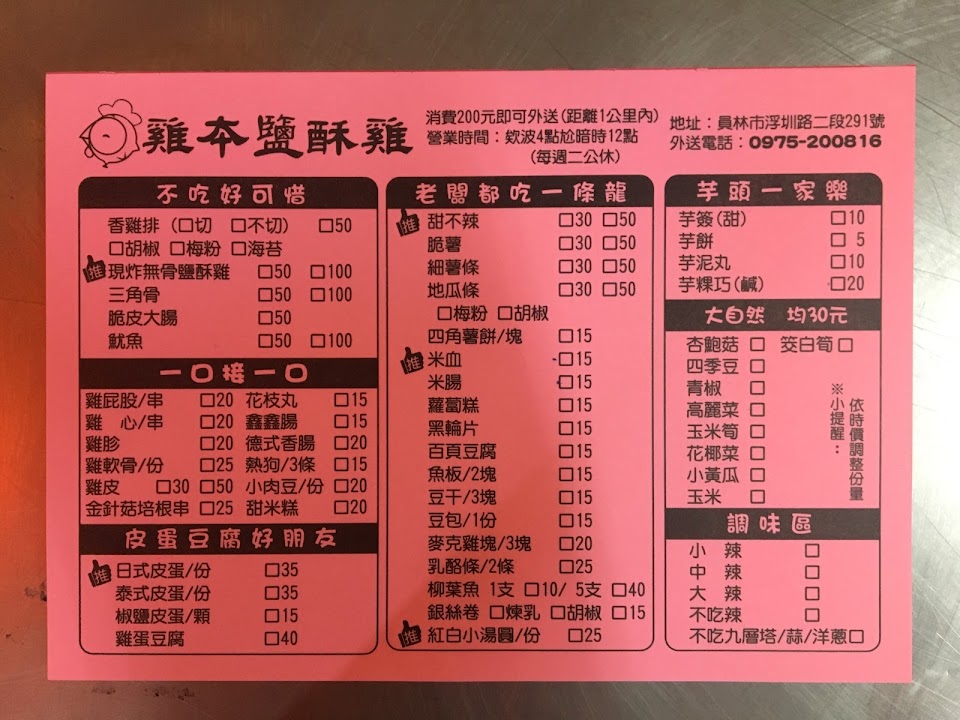 雞本鹽酥雞
消費200元即可外送(距離1公里內)
營業時間：欸波4點尬暗時12點
(每週二公休)
地址：員林市浮圳路二段291號
外送電話：0975-200816
不吃好可惜
香雞排 (□切 □不切) □50
□胡椒 □梅粉 □海苔
推 現炸無骨鹽酥雞 □50 □100
三角骨 □50 □100
脆皮大腸 □50
魷魚 □50 □100
一口接一口
雞屁股/串 □20 花枝丸 □15
雞 心/串 □20 鑫鑫腸 □15
雞胗 □20 德式香腸 □20
雞軟骨/份 □25 熱狗/3條 □15
雞皮 □30 □50 小肉豆/份 □20
金針菇培根串 □25 甜米糕 □20
皮蛋豆腐好朋友
推 日式皮蛋/份 □35
泰式皮蛋/份 □35
椒鹽皮蛋/顆 □15
雞蛋豆腐 □40
老闆都吃一條龍
推 甜不辣 □30 □50
脆薯 □30 □50
細薯條 □30 □50
地瓜條 □30 □50
□梅粉 □胡椒
四角薯餅/塊 □15
推 米血 □15
米腸 □15
蘿蔔糕 □15
黑輪片 □15
百頁豆腐 □15
魚板/2塊 □15
豆干/3塊 □15
豆包/1份 □15
麥克雞塊/3塊 □20
乳酪條/2條 □25
柳葉魚 1支 □10/ 5支 □40
銀絲卷 □煉乳 □胡椒 □15
推 紅白小湯圓/份 □25
芋頭一家樂
芋簽(甜) □10
芋餅 □ 5
芋泥丸 □10
芋粿巧(鹹) □20
大自然 均30元
杏鮑菇 □ 筊白筍 □
四季豆 □
青椒 □
高麗菜 □
玉米筍 □
花椰菜 □
小黃瓜 □
玉米 □
※小提醒：
依時價調整份量
調味區
小 辣 □
中 辣 □
大 辣 □
不吃辣 □
不吃九層塔/蒜/洋蔥□